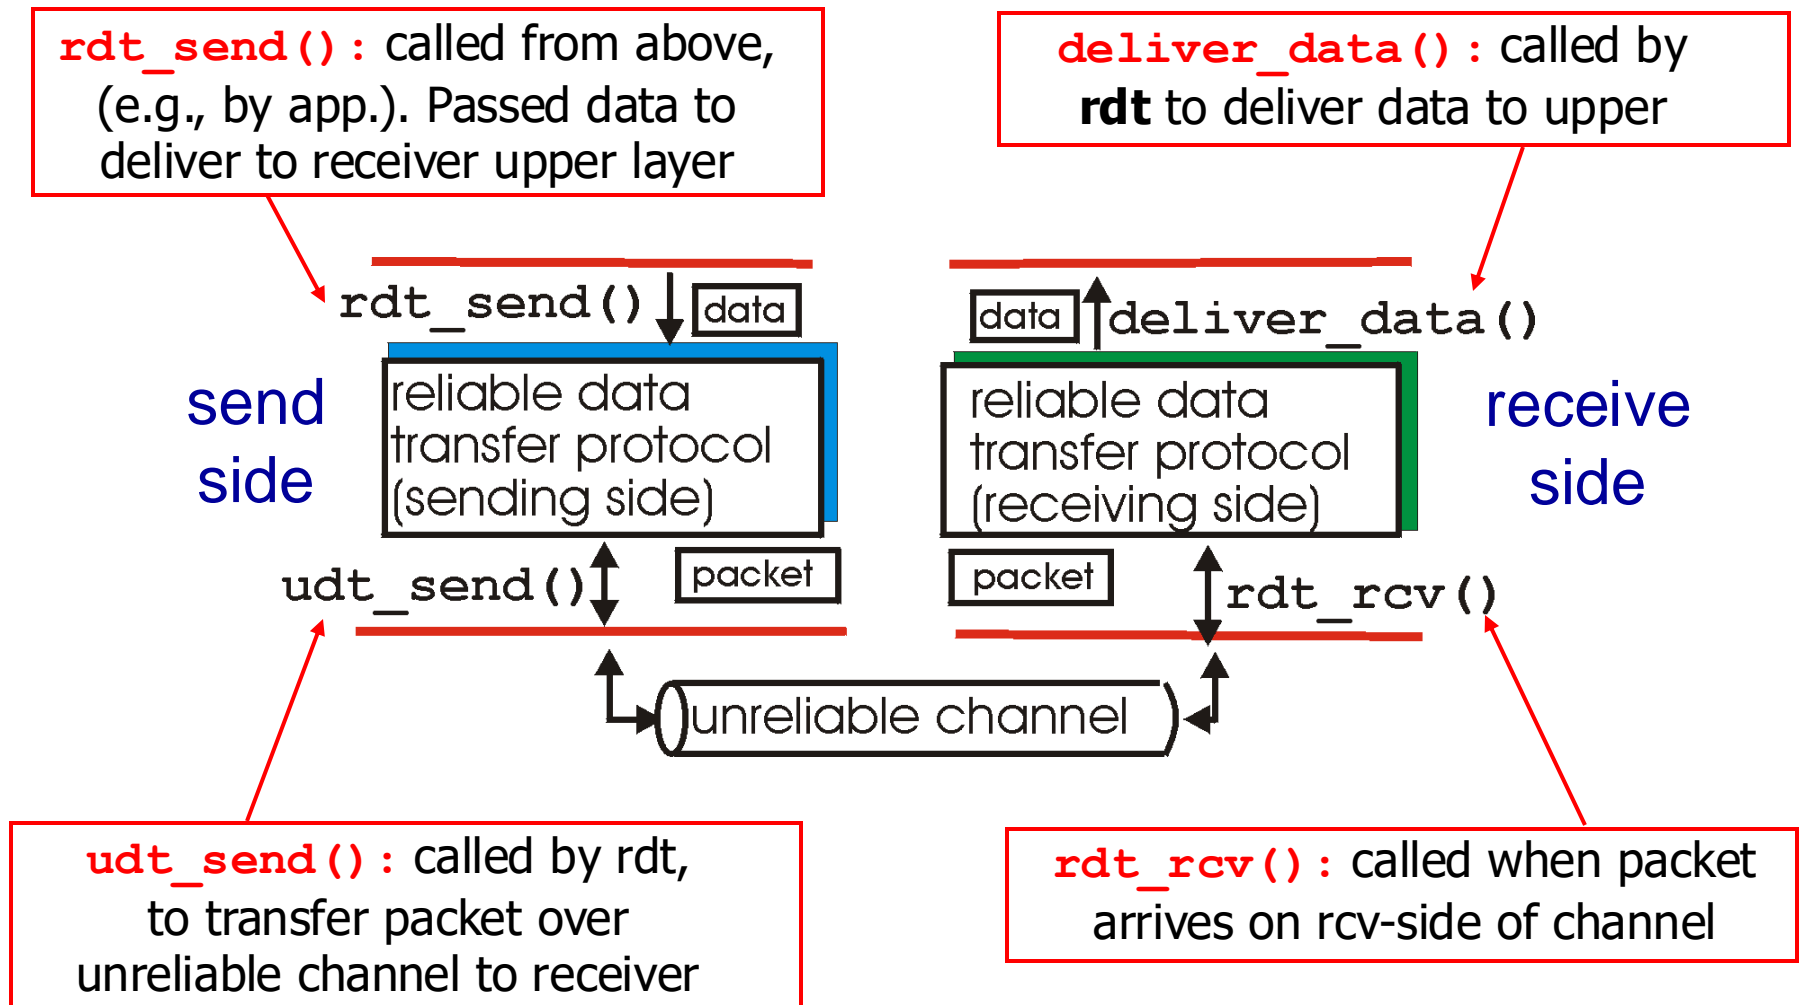 rdt_send(): called from above,
(e.g., by app.). Passed data to
deliver to receiver upper layer
deliver_data(): called by
rdt to deliver data to upper
rdt_send()
data
data
deliver_data()
send
side
reliable data
transfer protocol
(sending side)
reliable data
transfer protocol
(receiving side)
receive
side
udt_send()
packet
packet
rdt_rcv()
unreliable channel
udt_send(): called by rdt,
to transfer packet over
unreliable channel to receiver
rdt_rcv(): called when packet
arrives on rcv-side of channel